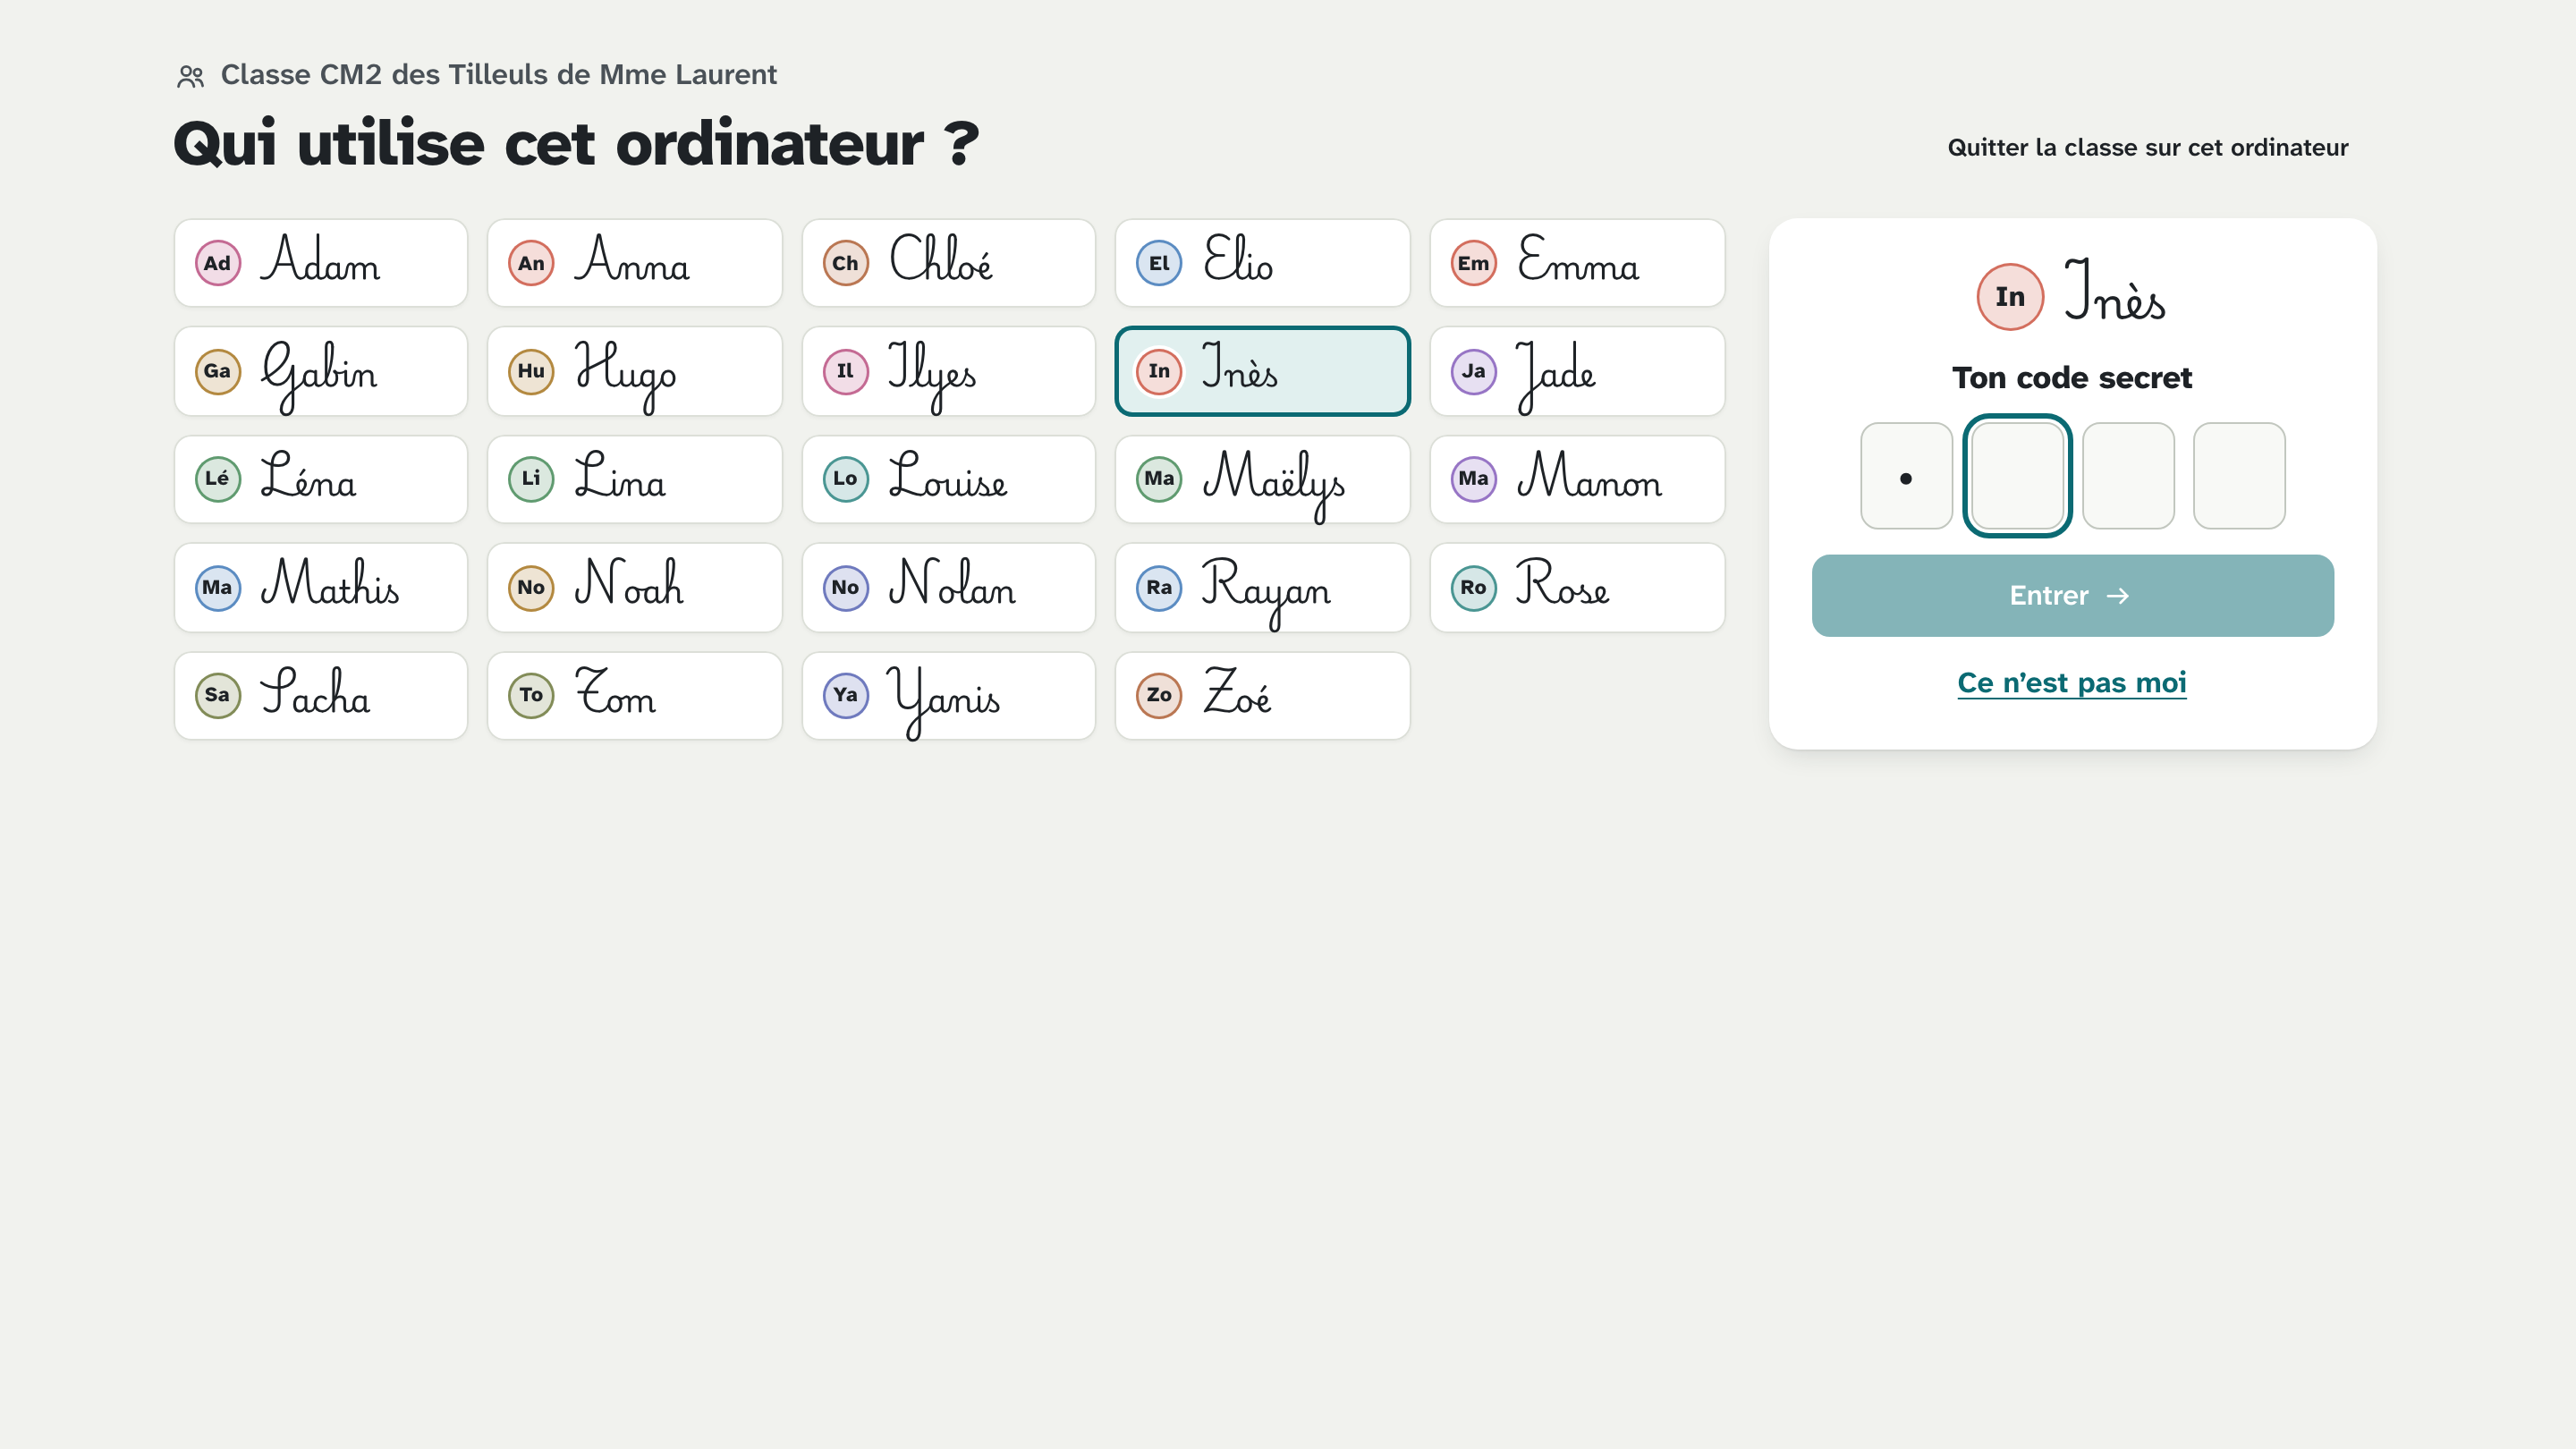 Classe CM2 des Tilleuls de Mme Laurent
Qui utilise cet ordinateur ?
Quitter la classe sur cet ordinateur
Ad Adam
An Anna
Ch Chloé
El Elio
Em Emma
Ga Gabin
Hu Hugo
Il Ilyes
In Inès
Ja Jade
Lé Léna
Li Lina
Lo Louise
Ma Maëlys
Ma Manon
Ma Mathis
No Noah
No Nolan
Ra Rayan
Ro Rose
Sa Sacha
To Tom
Ya Yanis
Zo Zoé
In Inès
Ton code secret
Entrer →
Ce n’est pas moi